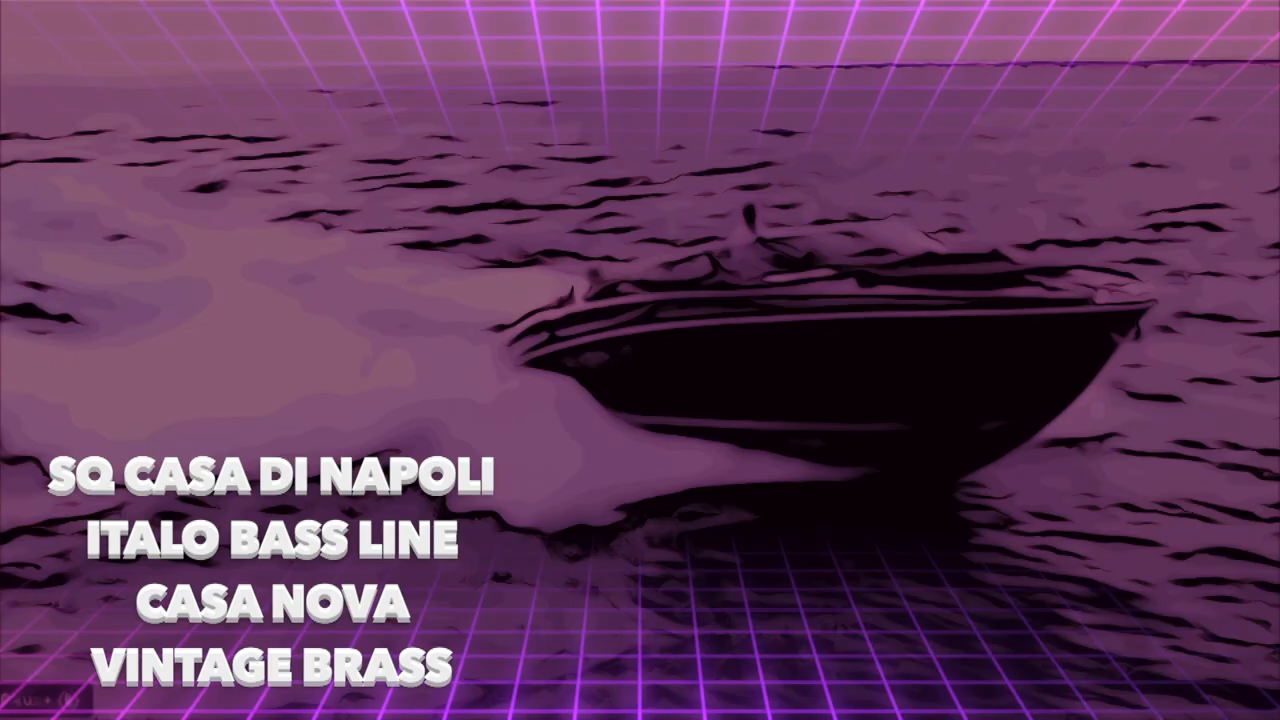 SQ CASA DI NAPOLI
ITALO BASS LINE
CASA NOVA
VINTAGE BRASS